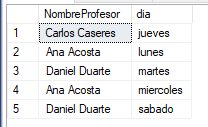 NombreProfesor dia
1 Carlos Caseres jueves
2 Ana Acosta lunes
3 Daniel Duarte martes
4 Ana Acosta miercoles
5 Daniel Duarte sabado